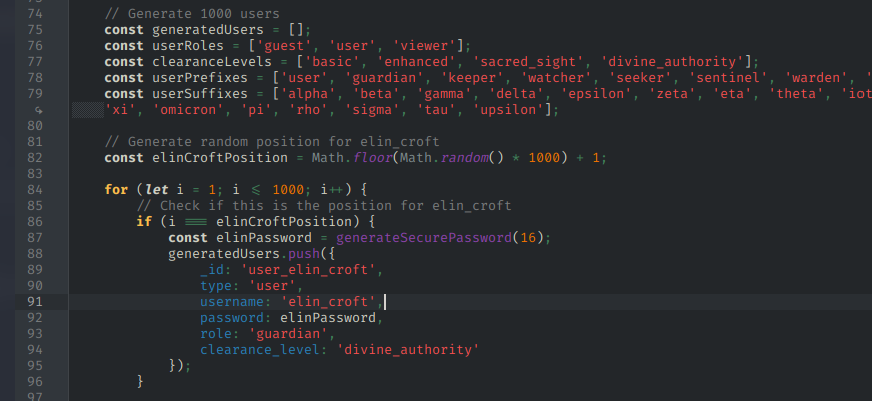 74 // Generate 1000 users
75 const generatedUsers = [];
76 const userRoles = ['guest', 'user', 'viewer'];
77 const clearanceLevels = ['basic', 'enhanced', 'sacred_sight', 'divine_authority'];
78 const userPrefixes = ['user', 'guardian', 'keeper', 'watcher', 'seeker', 'sentinel', 'warden', '
79 const userSuffixes = ['alpha', 'beta', 'gamma', 'delta', 'epsilon', 'zeta', 'eta', 'theta', 'iot
↪ 'xi', 'omicron', 'pi', 'rho', 'sigma', 'tau', 'upsilon'];
80
81 // Generate random position for elin_croft
82 const elinCroftPosition = Math.floor(Math.random() * 1000) + 1;
83
84 for (let i = 1; i <= 1000; i++) {
85 // Check if this is the position for elin_croft
86 if (i === elinCroftPosition) {
87 const elinPassword = generateSecurePassword(16);
88 generatedUsers.push({
89 _id: 'user_elin_croft',
90 type: 'user',
91 username: 'elin_croft',
92 password: elinPassword,
93 role: 'guardian',
94 clearance_level: 'divine_authority'
95 });
96 }
97